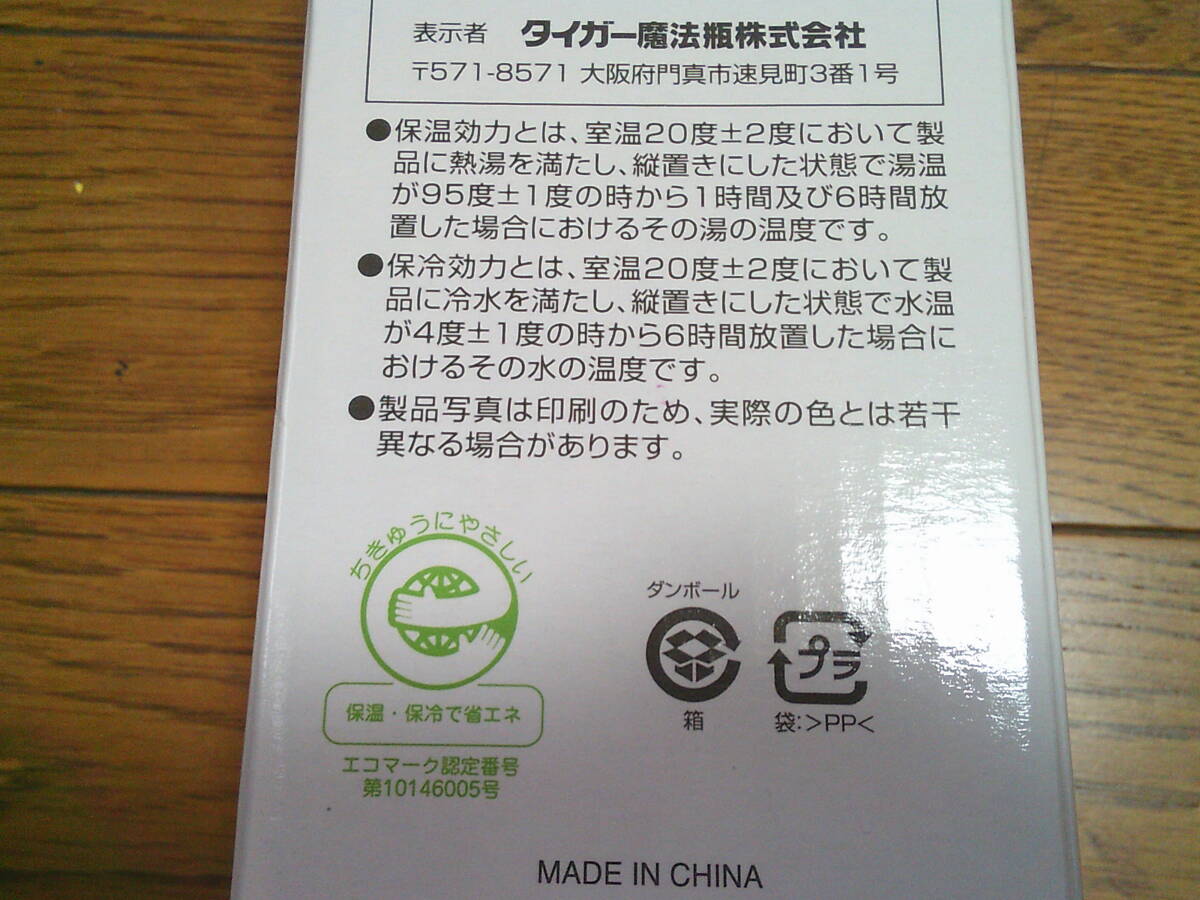 表示者 タイガー魔法瓶株式会社
〒571-8571 大阪府門真市速見町3番1号
●保温効力とは、室温20度±2度において製
品に熱湯を満たし、縦置きにした状態で湯温
が95度±1度の時から1時間及び6時間放
置した場合におけるその湯の温度です。
●保冷効力とは、室温20度±2度において製
品に冷水を満たし、縦置きにした状態で水温
が4度±1度の時から6時間放置した場合に
おけるその水の温度です。
●製品写真は印刷のため、実際の色とは若干
異なる場合があります。
ちきゅうにやさしい
保温・保冷で省エネ
エコマーク認定番号
第10146005号
ダンボール
箱
プラ
袋:>PP<
MADE IN CHINA